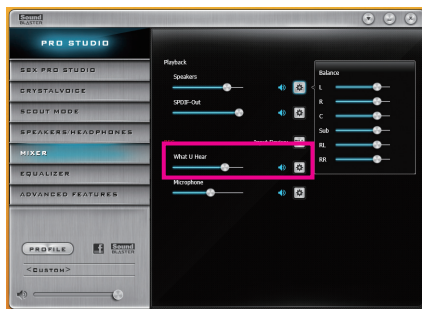 Sound
BLASTER
PRO STUDIO
SBX PRO STUDIO
CRYSTALVOICE
SCOUT MODE
SPEAKERS/HEADPHONES
MIXER
EQUALIZER
ADVANCED FEATURES
PROFILE
Sound
BLASTER
<CUSTOM>
Playback
Speakers
SPDIF-Out
What U Hear
Microphone
Balance
L
R
C
Sub
RL
RR